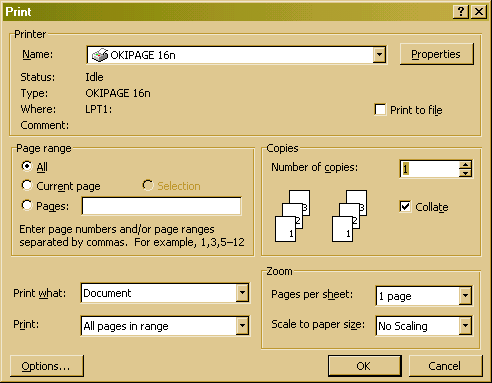 Print
Printer
Name: OKIPAGE 16n Properties
Status: Idle
Type: OKIPAGE 16n
Where: LPT1: Print to file
Comment:
Page range
All
Current page Selection
Pages:
Enter page numbers and/or page ranges
separated by commas. For example, 1,3,5–12
Copies
Number of copies: 1
3 3
2 2
1 1
Collate
Print what: Document
Print: All pages in range
Zoom
Pages per sheet: 1 page
Scale to paper size: No Scaling
Options... OK Cancel